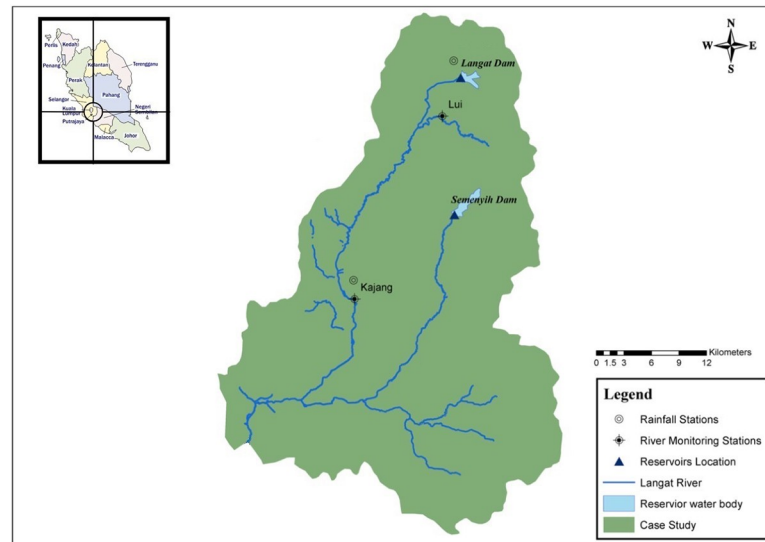 Perlis
Kedah
Penang
Kelantan
Terengganu
Perak
Pahang
Selangor
Kuala
Lumpur
Putrajaya
Negeri
Sembilan
Malacca
Johor
N
W E
S
Langat Dam
Lui
Semenyih Dam
Kajang
Kilometers
0 1.5 3 6 9 12
Legend
Rainfall Stations
River Monitoring Stations
Reservoirs Location
Langat River
Reservior water body
Case Study